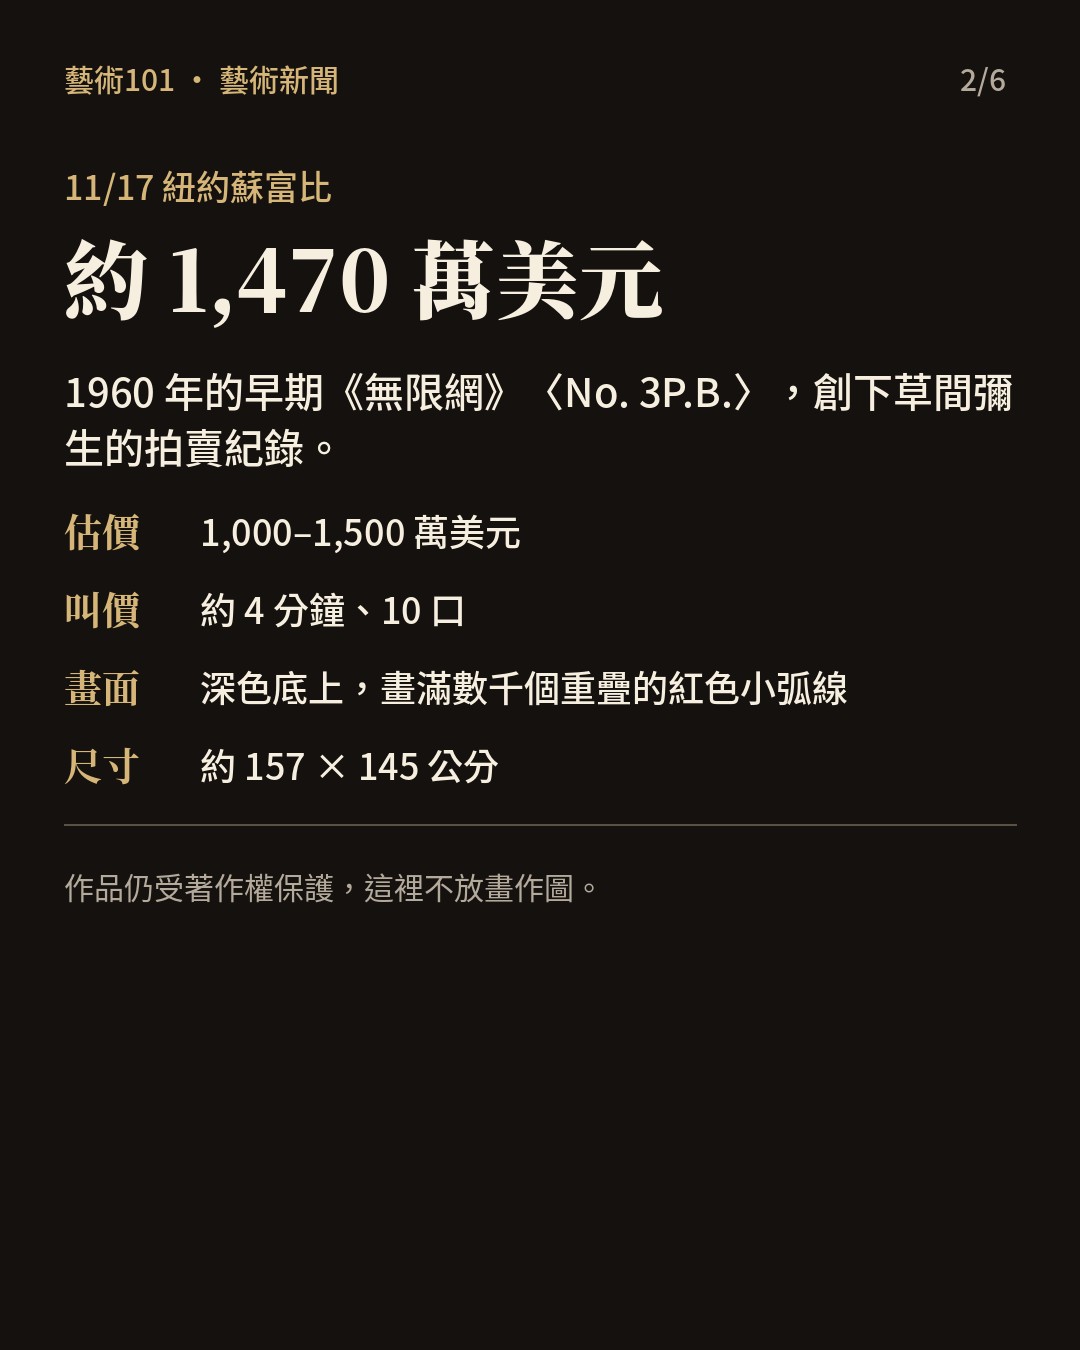 藝術101 · 藝術新聞
2/6
11/17 紐約蘇富比
約 1,470 萬美元
1960 年的早期《無限網》〈No. 3P.B.〉，創下草間彌
生的拍賣紀錄。
估價 1,000–1,500 萬美元
叫價 約 4 分鐘、10 口
畫面 深色底上，畫滿數千個重疊的紅色小弧線
尺寸 約 157 × 145 公分
作品仍受著作權保護，這裡不放畫作圖。